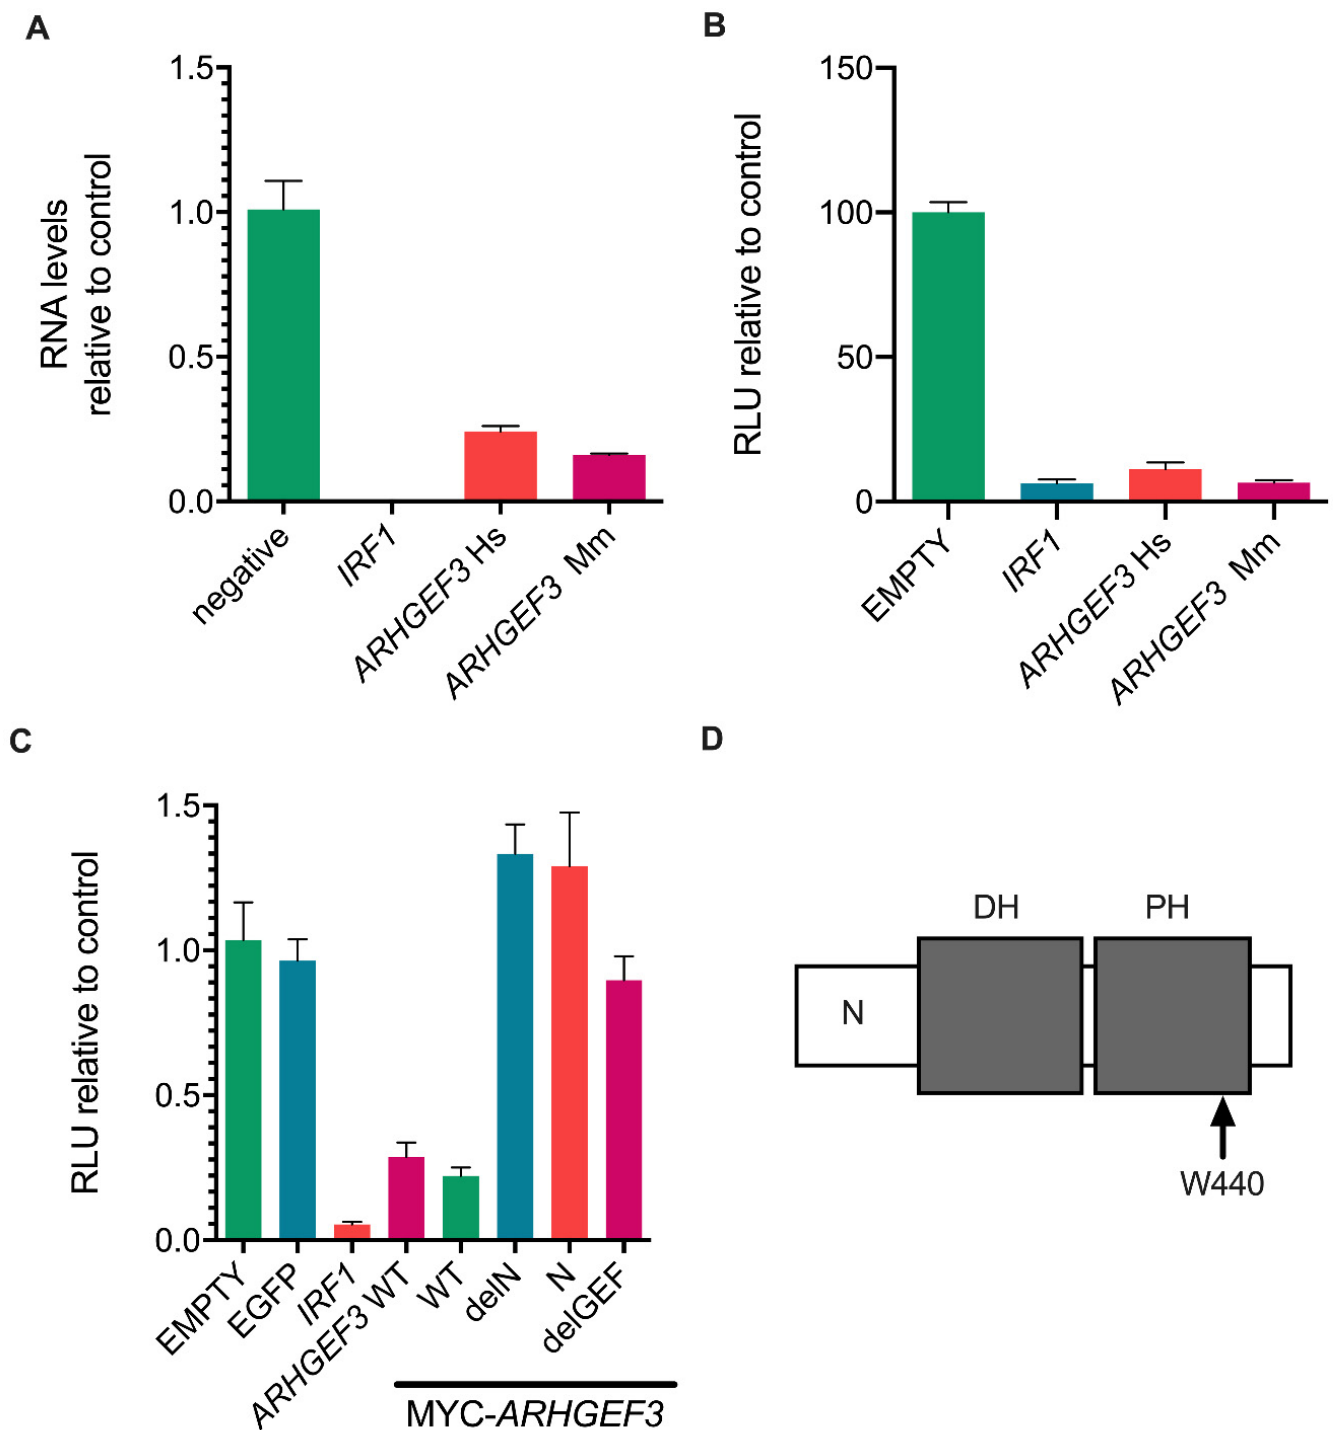 A
RNA levels
relative to control
1.5
1.0
0.5
0.0
negative
IRF1
ARHGEF3 Hs
ARHGEF3 Mm
B
RLU relative to control
150
100
50
0
EMPTY
IRF1
ARHGEF3 Hs
ARHGEF3 Mm
C
RLU relative to control
1.5
1.0
0.5
0.0
EMPTY
EGFP
IRF1
ARHGEF3 WT
WT
delN
N
delGEF
MYC-ARHGEF3
D
DH
PH
N
W440